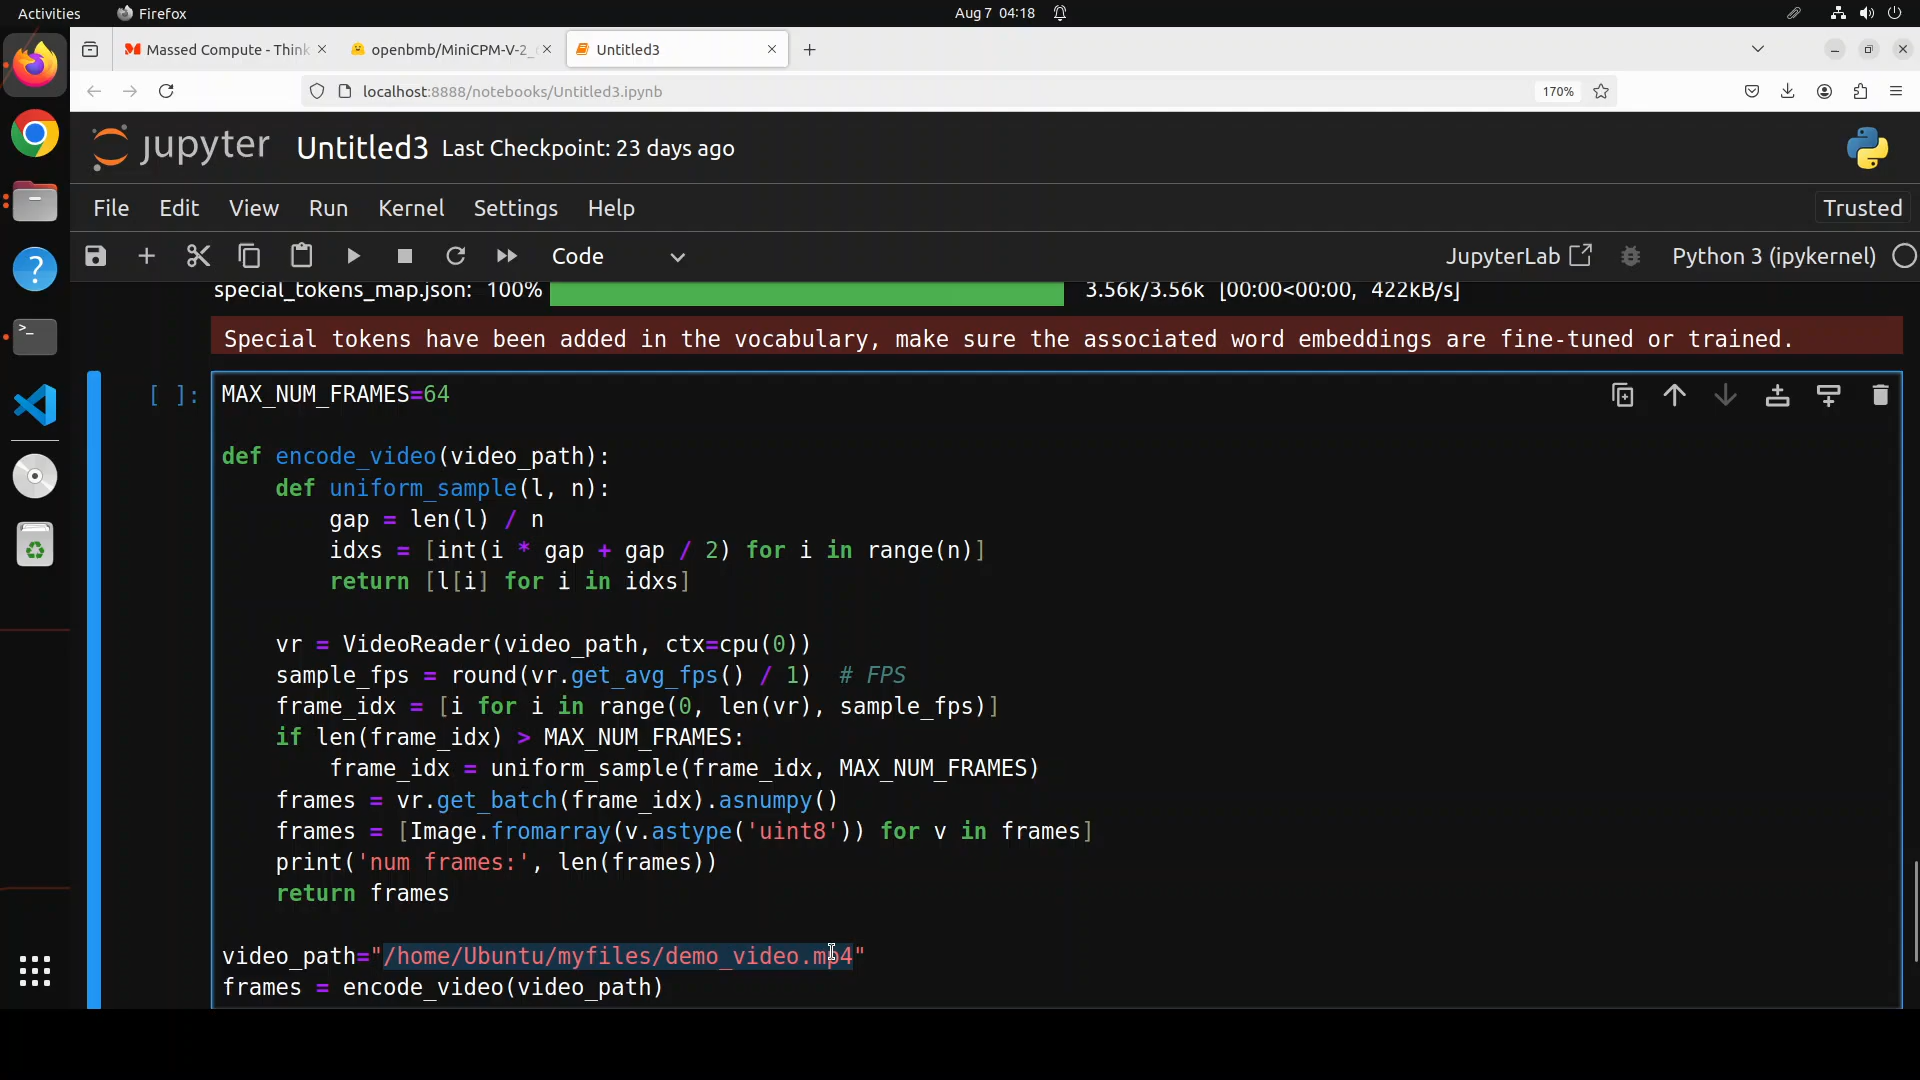 Activities
Firefox
Aug 7 04:18
Massed Compute - Think
openbmb/MiniCPM-V-2_
Untitled3
localhost:8888/notebooks/Untitled3.ipynb
170%
jupyter
Untitled3
Last Checkpoint: 23 days ago
File Edit View Run Kernel Settings Help
Trusted
Code
JupyterLab
Python 3 (ipykernel)
special_tokens_map.json: 100%
3.56k/3.56k [00:00<00:00, 422kB/s]
Special tokens have been added in the vocabulary, make sure the associated word embeddings are fine-tuned or trained.
[ ]:
MAX_NUM_FRAMES=64
def encode_video(video_path):
    def uniform_sample(l, n):
        gap = len(l) / n
        idxs = [int(i * gap + gap / 2) for i in range(n)]
        return [l[i] for i in idxs]
    vr = VideoReader(video_path, ctx=cpu(0))
    sample_fps = round(vr.get_avg_fps() / 1)  # FPS
    frame_idx = [i for i in range(0, len(vr), sample_fps)]
    if len(frame_idx) > MAX_NUM_FRAMES:
        frame_idx = uniform_sample(frame_idx, MAX_NUM_FRAMES)
    frames = vr.get_batch(frame_idx).asnumpy()
    frames = [Image.fromarray(v.astype('uint8')) for v in frames]
    print('num frames:', len(frames))
    return frames
video_path="/home/Ubuntu/myfiles/demo_video.mp4"
frames = encode_video(video_path)